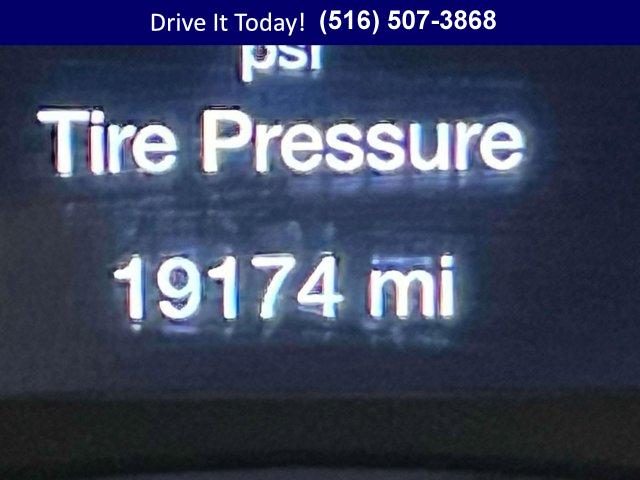 Drive It Today! (516) 507-3868
psi
Tire Pressure
19174 mi